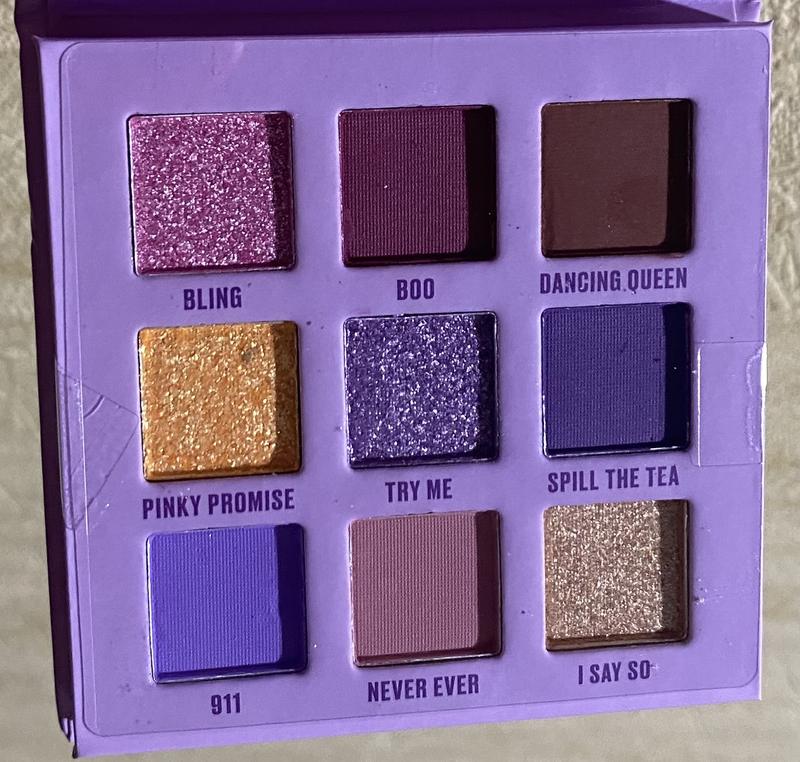 BLING
BOO
DANCING QUEEN
PINKY PROMISE
TRY ME
SPILL THE TEA
911
NEVER EVER
I SAY SO